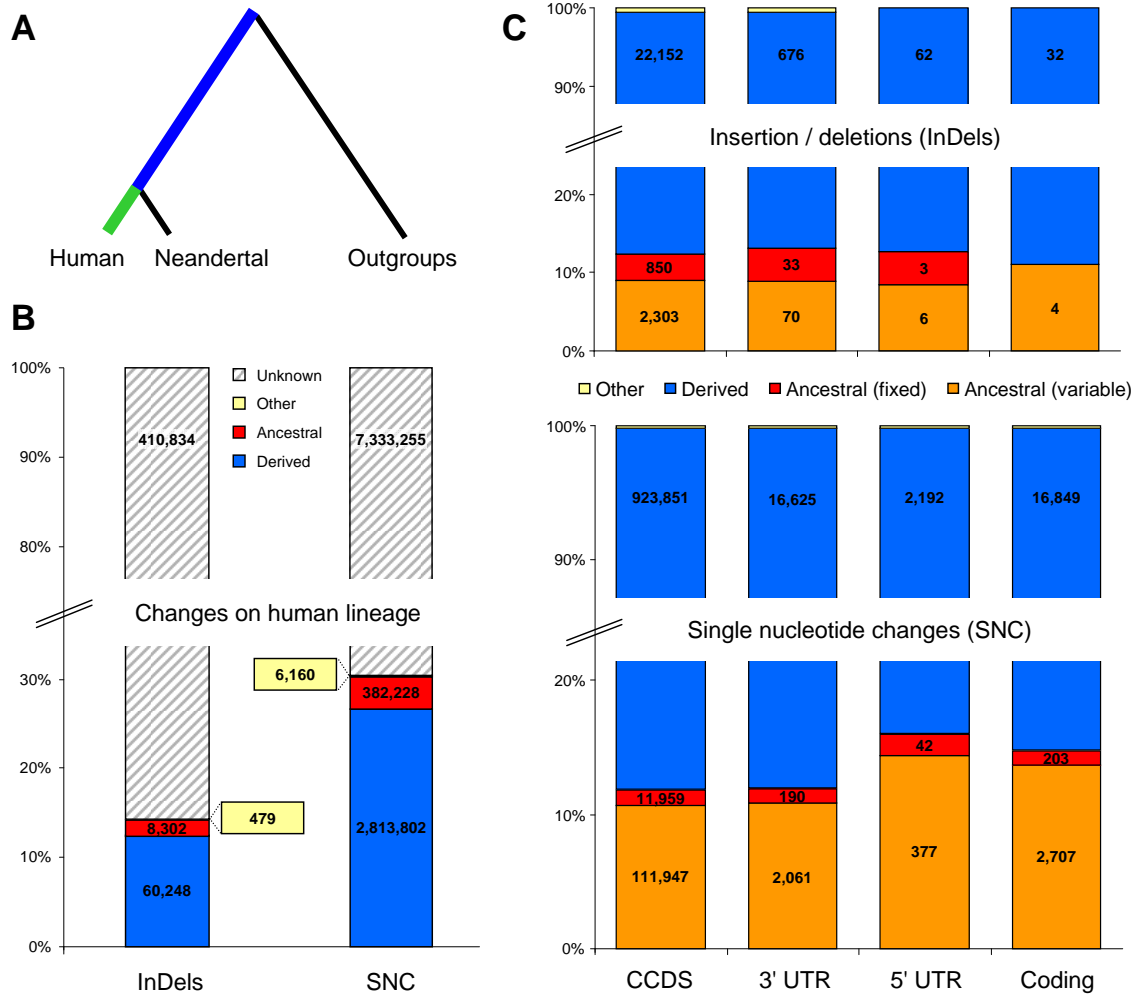 A
Human Neandertal Outgroups
B
100%
90%
80%
30%
20%
10%
0%
Unknown
Other
Ancestral
Derived
410,834 7,333,255
Changes on human lineage
6,160
382,228
479
8,302
2,813,802
60,248
InDels SNC
C
100%
90%
20%
10%
0%
22,152 676 62 32
Insertion / deletions (InDels)
850 33 3
2,303 70 6 4
Other Derived Ancestral (fixed) Ancestral (variable)
100%
90%
20%
10%
0%
923,851 16,625 2,192 16,849
Single nucleotide changes (SNC)
11,959 190 42 203
111,947 2,061 377 2,707
CCDS 3' UTR 5' UTR Coding